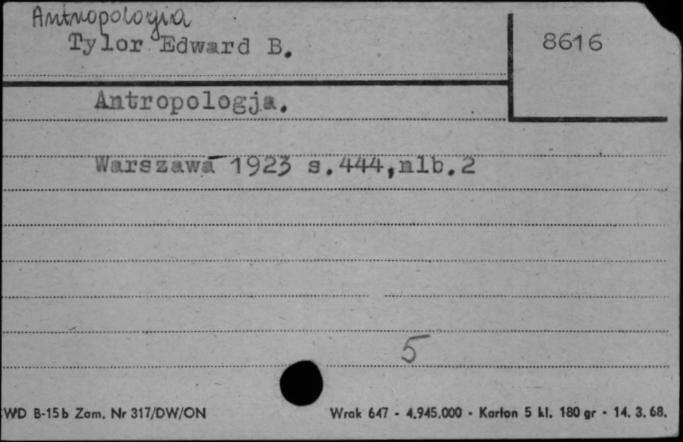 Antropologia
Tylor Edward B.
8616
Antropologja.
Warszawa 1923 s.444,nlb.2
5
WD B-15b Zam. Nr 317/DW/ON
Wrak 647 - 4.945.000 - Karton 5 kl. 180 gr - 14. 3. 68.